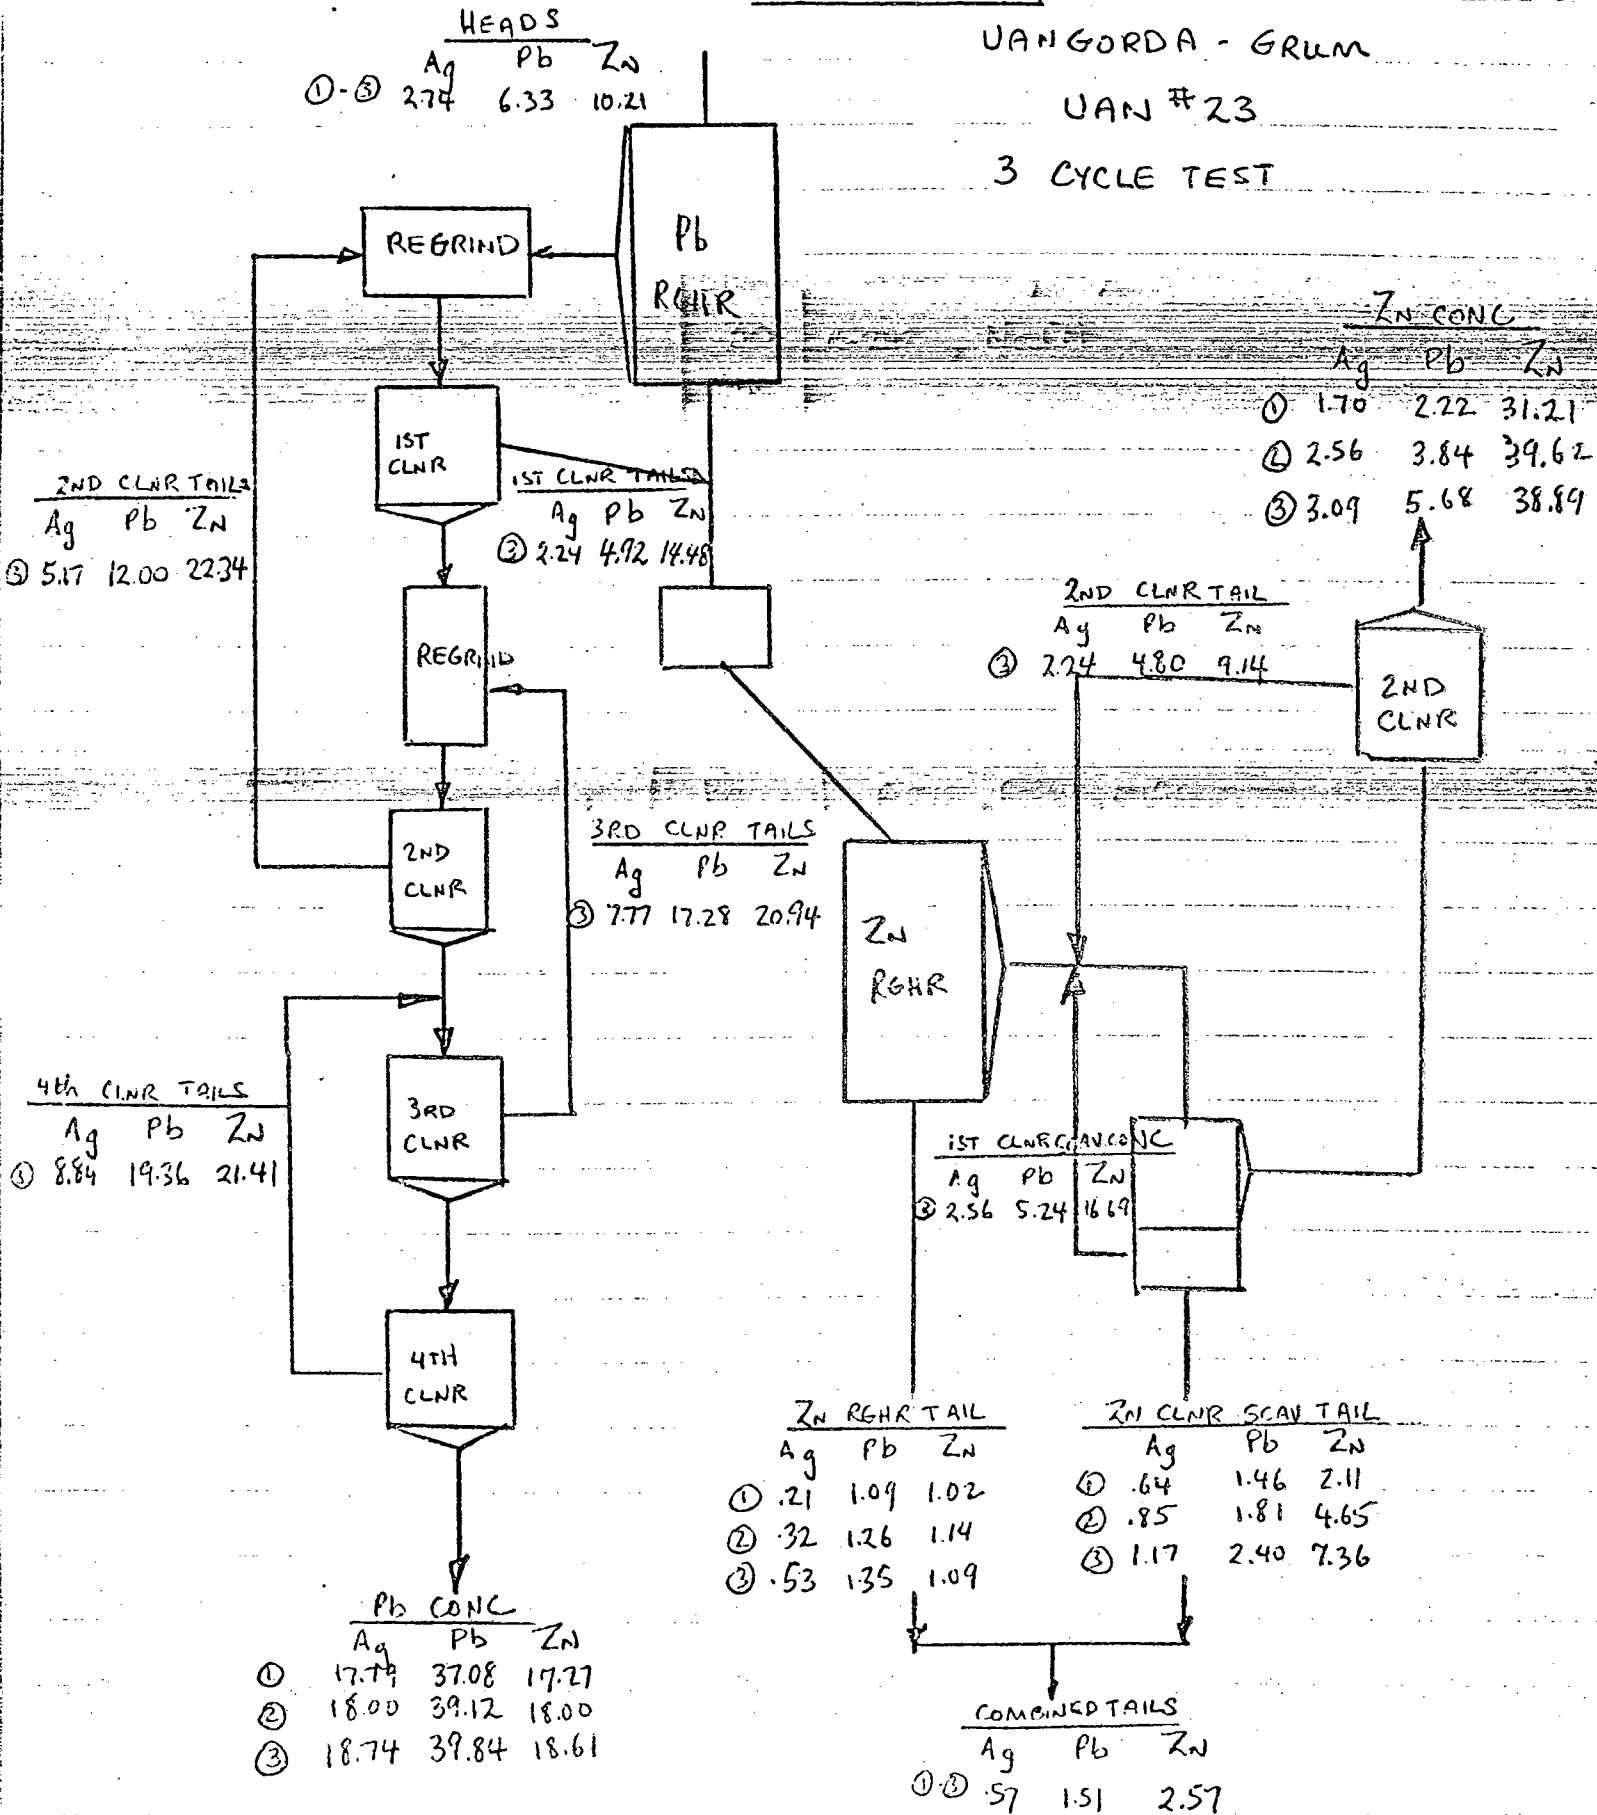 HEADS
Ag Pb ZN
①-③ 2.74 6.33 10.21
VANGORDA - GRUM
VAN #23
3 CYCLE TEST
Pb
RGHR
REGRIND
ZN CONC
Ag Pb ZN
① 1.70 2.22 31.21
② 2.56 3.84 39.62
③ 3.09 5.68 38.89
1ST
CLNR
2ND CLNR TAILS
Ag Pb ZN
③ 5.17 12.00 22.34
1ST CLNR TAILS
Ag Pb ZN
③ 2.24 4.92 14.48
REGRIND
2ND CLNR TAIL
Ag Pb ZN
③ 2.24 4.80 9.14
2ND
CLNR
2ND
CLNR
3RD CLNR TAILS
Ag Pb ZN
③ 7.77 17.28 20.94
ZN
RGHR
4th CLNR TAILS
Ag Pb ZN
③ 8.84 19.36 21.41
3RD
CLNR
1ST CLNR SCAV. CONC
Ag Pb ZN
③ 2.56 5.24 16.69
4TH
CLNR
ZN RGHR TAIL
Ag Pb ZN
① .21 1.09 1.02
② .32 1.26 1.14
③ .53 1.35 1.09
ZN CLNR SCAV TAIL
Ag Pb ZN
① .64 1.46 2.11
② .85 1.81 4.65
③ 1.17 2.40 7.36
Pb CONC
Ag Pb ZN
① 37.08 17.27
② 18.00 39.12 18.00
③ 18.74 39.84 18.61
COMBINED TAILS
Ag Pb ZN
①-③ .57 1.51 2.57